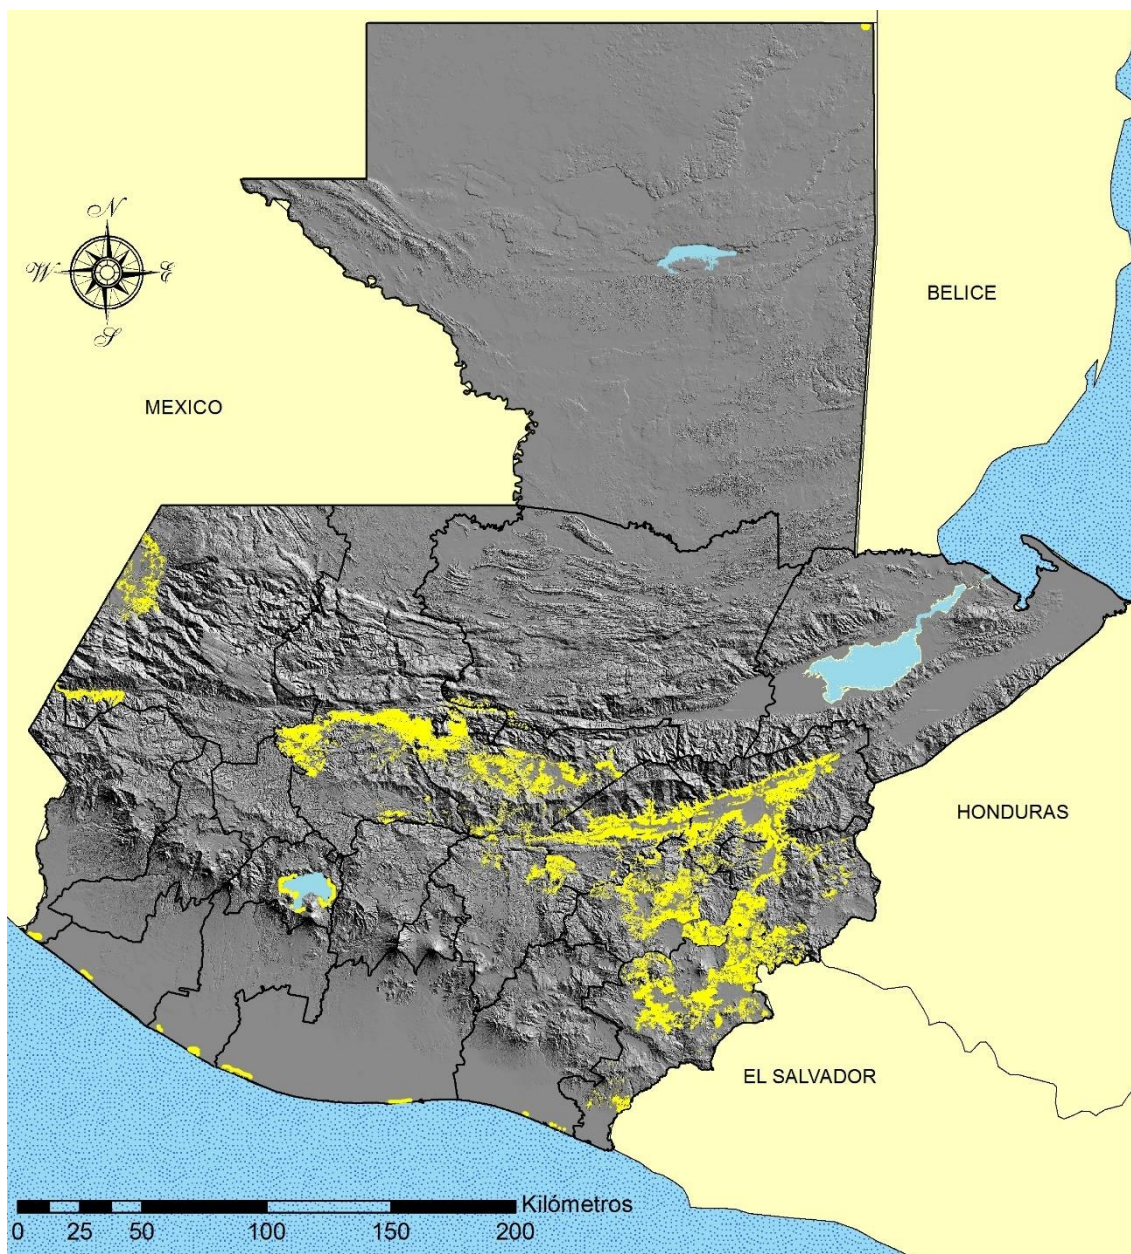 N
W E
S
BELICE
MEXICO
HONDURAS
EL SALVADOR
Kilómetros
0 25 50 100 150 200